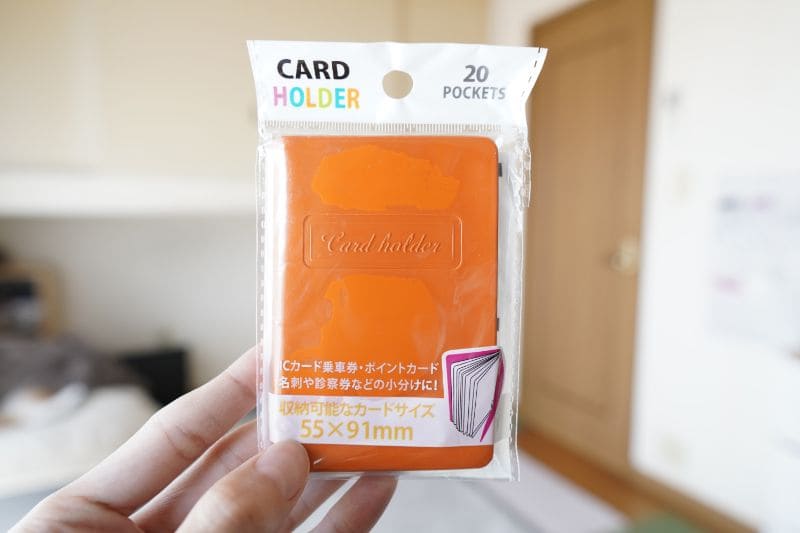 CARD
HOLDER
20
POCKETS
Card holder
ICカード乗車券・ポイントカード
名刺や診察券などの小分けに!
収納可能なカードサイズ
55×91mm